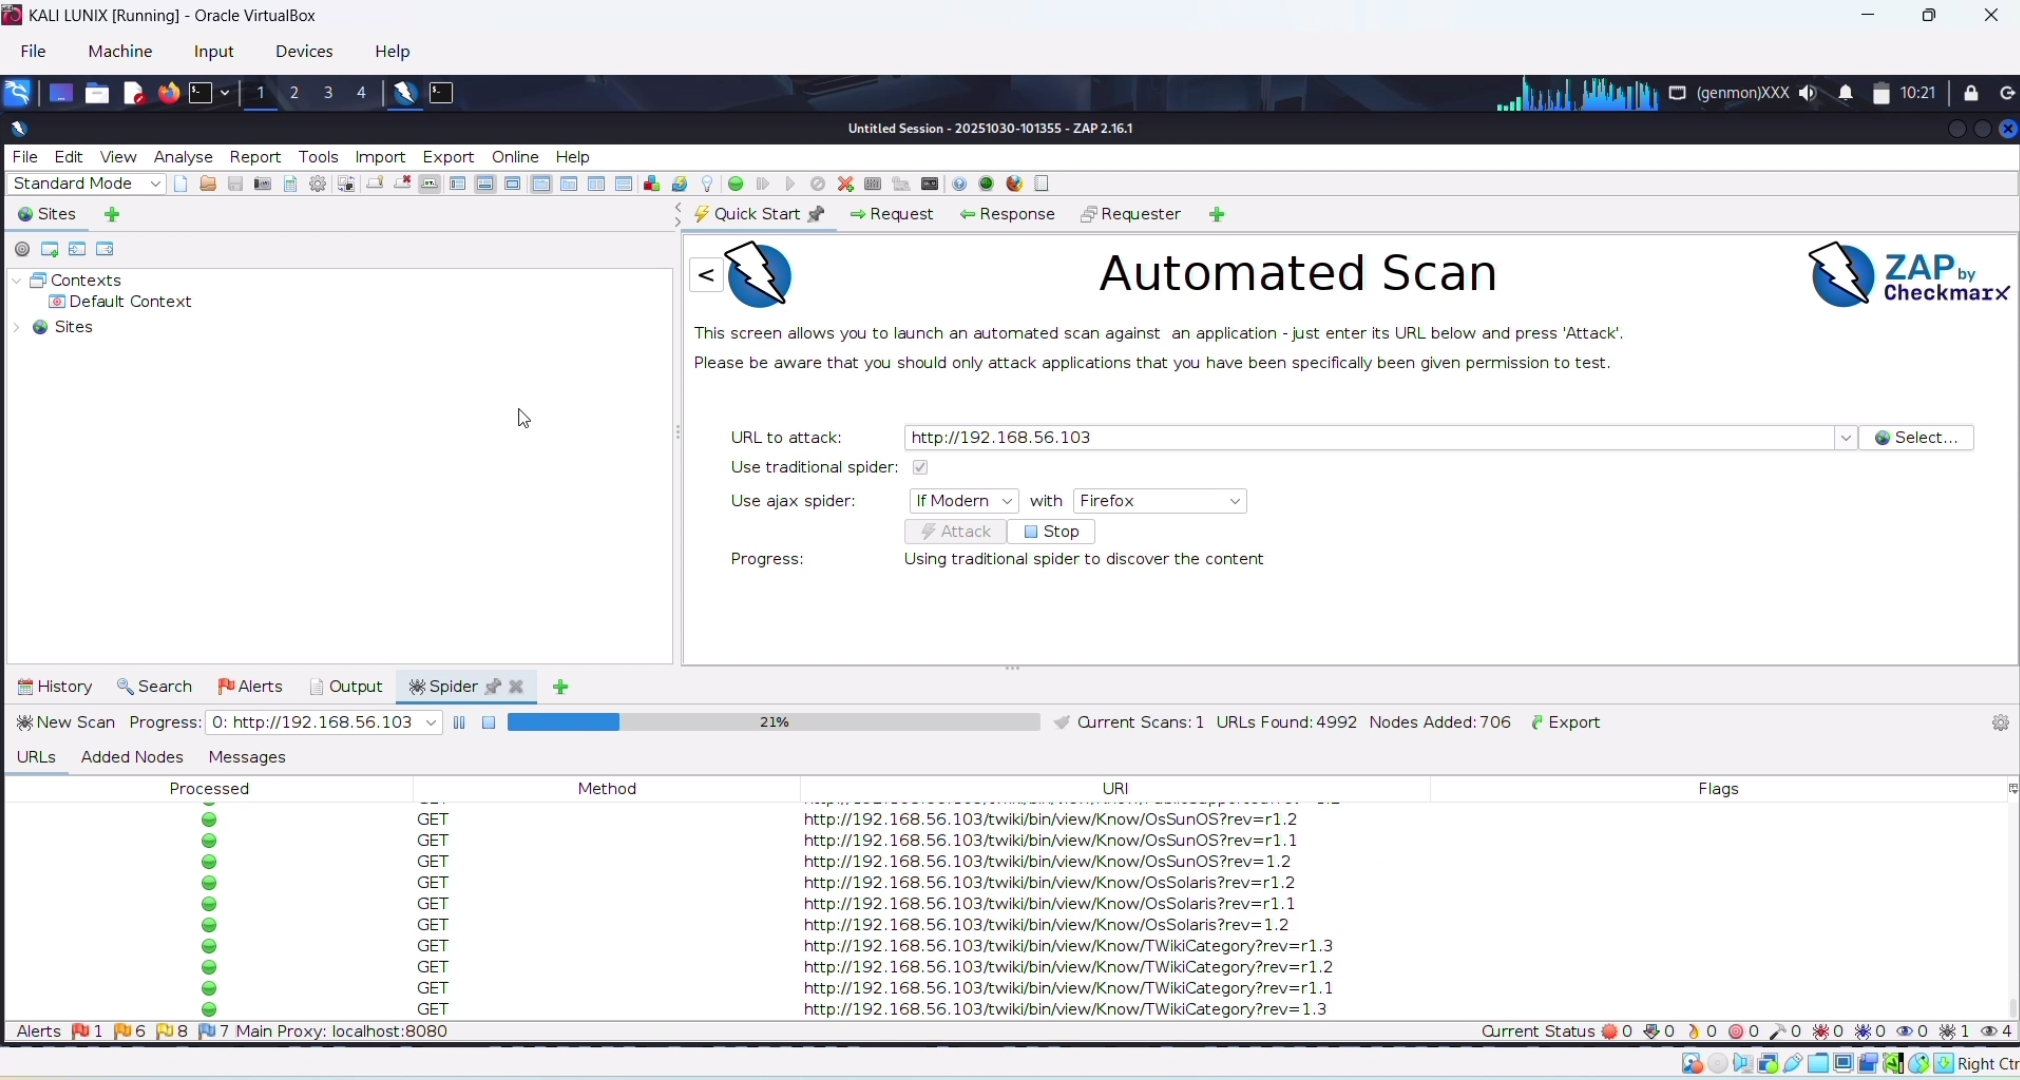 KALI LUNIX [Running] - Oracle VirtualBox
File Machine Input Devices Help
1 2 3 4 (genmon)XXX 10:21
Untitled Session - 20251030-101355 - ZAP 2.16.1
File Edit View Analyse Report Tools Import Export Online Help
Standard Mode
Sites
Quick Start Request Response Requester
Contexts
Default Context
Sites
<
Automated Scan
ZAP by
Checkmarx
This screen allows you to launch an automated scan against an application - just enter its URL below and press 'Attack'.
Please be aware that you should only attack applications that you have been specifically been given permission to test.
URL to attack: http://192.168.56.103 Select...
Use traditional spider:
Use ajax spider: If Modern with Firefox
Attack Stop
Progress: Using traditional spider to discover the content
History Search Alerts Output Spider
New Scan Progress: 0: http://192.168.56.103 21% Current Scans: 1 URLs Found: 4992 Nodes Added: 706 Export
URLs Added Nodes Messages
Processed Method URI Flags
GET http://192.168.56.103/twiki/bin/view/Know/OsSunOS?rev=r1.2
GET http://192.168.56.103/twiki/bin/view/Know/OsSunOS?rev=r1.1
GET http://192.168.56.103/twiki/bin/view/Know/OsSunOS?rev=1.2
GET http://192.168.56.103/twiki/bin/view/Know/OsSolaris?rev=r1.2
GET http://192.168.56.103/twiki/bin/view/Know/OsSolaris?rev=r1.1
GET http://192.168.56.103/twiki/bin/view/Know/OsSolaris?rev=1.2
GET http://192.168.56.103/twiki/bin/view/Know/TWikiCategory?rev=r1.3
GET http://192.168.56.103/twiki/bin/view/Know/TWikiCategory?rev=r1.2
GET http://192.168.56.103/twiki/bin/view/Know/TWikiCategory?rev=r1.1
GET http://192.168.56.103/twiki/bin/view/Know/TWikiCategory?rev=1.3
Alerts 1 6 8 7 Main Proxy: localhost:8080 Current Status 0 0 0 0 0 0 0 0 1 4
Right Ctr